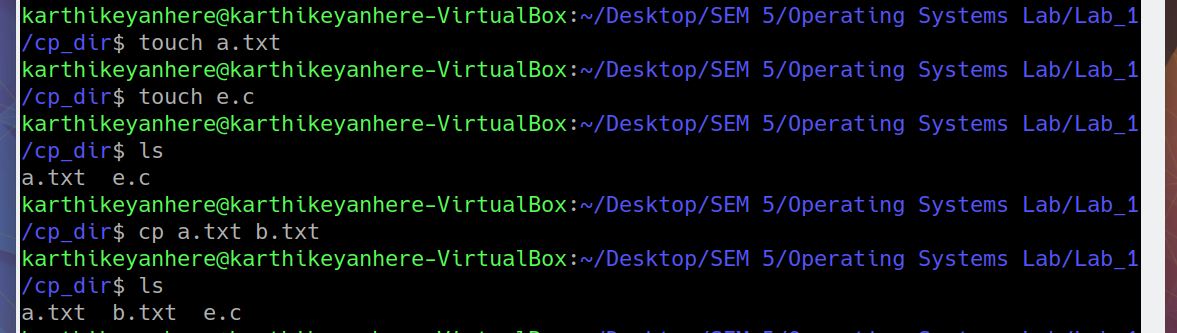 karthikeyanhere@karthikeyanhere-VirtualBox:~/Desktop/SEM 5/Operating Systems Lab/Lab_1
/cp_dir$ touch a.txt
karthikeyanhere@karthikeyanhere-VirtualBox:~/Desktop/SEM 5/Operating Systems Lab/Lab_1
/cp_dir$ touch e.c
karthikeyanhere@karthikeyanhere-VirtualBox:~/Desktop/SEM 5/Operating Systems Lab/Lab_1
/cp_dir$ ls
a.txt  e.c
karthikeyanhere@karthikeyanhere-VirtualBox:~/Desktop/SEM 5/Operating Systems Lab/Lab_1
/cp_dir$ cp a.txt b.txt
karthikeyanhere@karthikeyanhere-VirtualBox:~/Desktop/SEM 5/Operating Systems Lab/Lab_1
/cp_dir$ ls
a.txt  b.txt  e.c